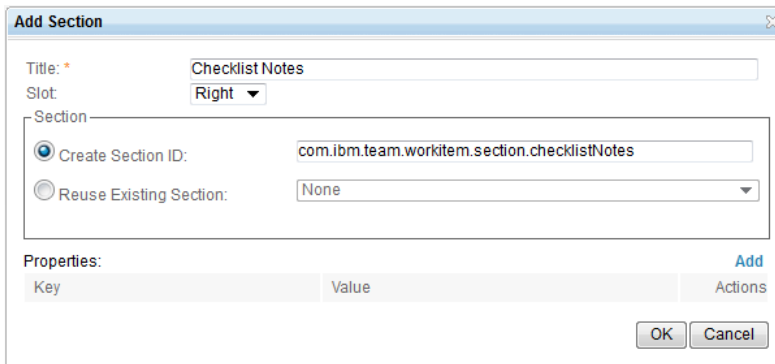 Add Section
Title: * Checklist Notes
Slot: Right
Section
Create Section ID: com.ibm.team.workitem.section.checklistNotes
Reuse Existing Section: None
Properties: Add
Key Value Actions
OK Cancel